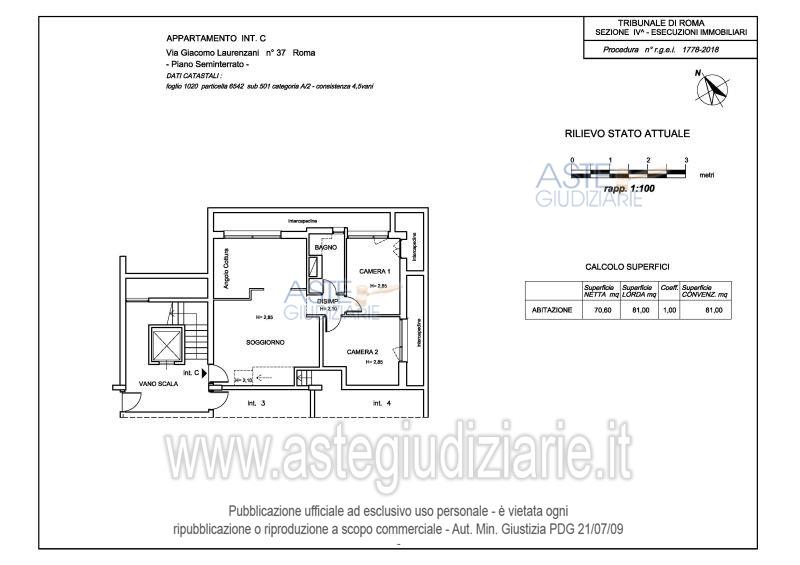 APPARTAMENTO INT. C
Via Giacomo Laurenzani n° 37 Roma
- Piano Seminterrato -
DATI CATASTALI :
foglio 1020 particella 6542 sub 501 categoria A/2 - consistenza 4,5vani
TRIBUNALE DI ROMA
SEZIONE IV^ - ESECUZIONI IMMOBILIARI
Procedura n° r.g.e.i. 1778-2018
N
RILIEVO STATO ATTUALE
0 1 2 3
metri
rapp. 1:100
ASTE
GIUDIZIARIE
CALCOLO SUPERFICI
Superficie NETTA mq Superficie LORDA mq Coeff. Superficie CONVENZ. mq
ABITAZIONE 70,60 81,00 1,00 81,00
Intercapedine
Intercapedine
Angolo Cottura
BAGNO
CAMERA 1
H= 2,85
ASTE
GIUDIZIARIE
DISIMP.
H= 2,10
H= 2,85
SOGGIORNO
CAMERA 2
H= 2,85
Intercapedine
int. C
H= 2,10
VANO SCALA
int. 3
int. 4
www.astegiudiziarie.it
Pubblicazione ufficiale ad esclusivo uso personale - è vietata ogni
ripubblicazione o riproduzione a scopo commerciale - Aut. Min. Giustizia PDG 21/07/09